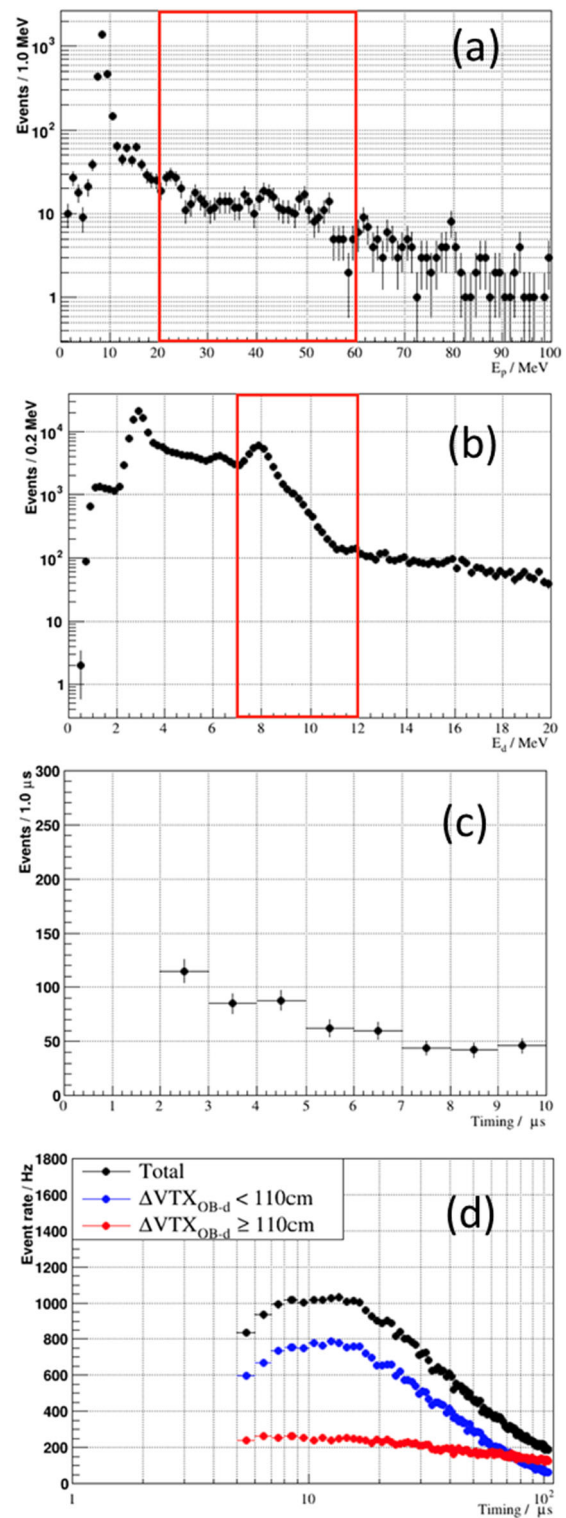 (a)
Events / 1.0 MeV
10³
10²
10
1
0 10 20 30 40 50 60 70 80 90 100
E_p / MeV
(b)
Events / 0.2 MeV
10⁴
10³
10²
10
1
0 2 4 6 8 10 12 14 16 18 20
E_d / MeV
(c)
Events / 1.0 μs
300
250
200
150
100
50
0
0 1 2 3 4 5 6 7 8 9 10
Timing / μs
(d)
Event rate / Hz
1800
1600
1400
1200
1000
800
600
400
200
0
Total
ΔVTX_OB-d < 110cm
ΔVTX_OB-d ≥ 110cm
1 10 10²
Timing / μs